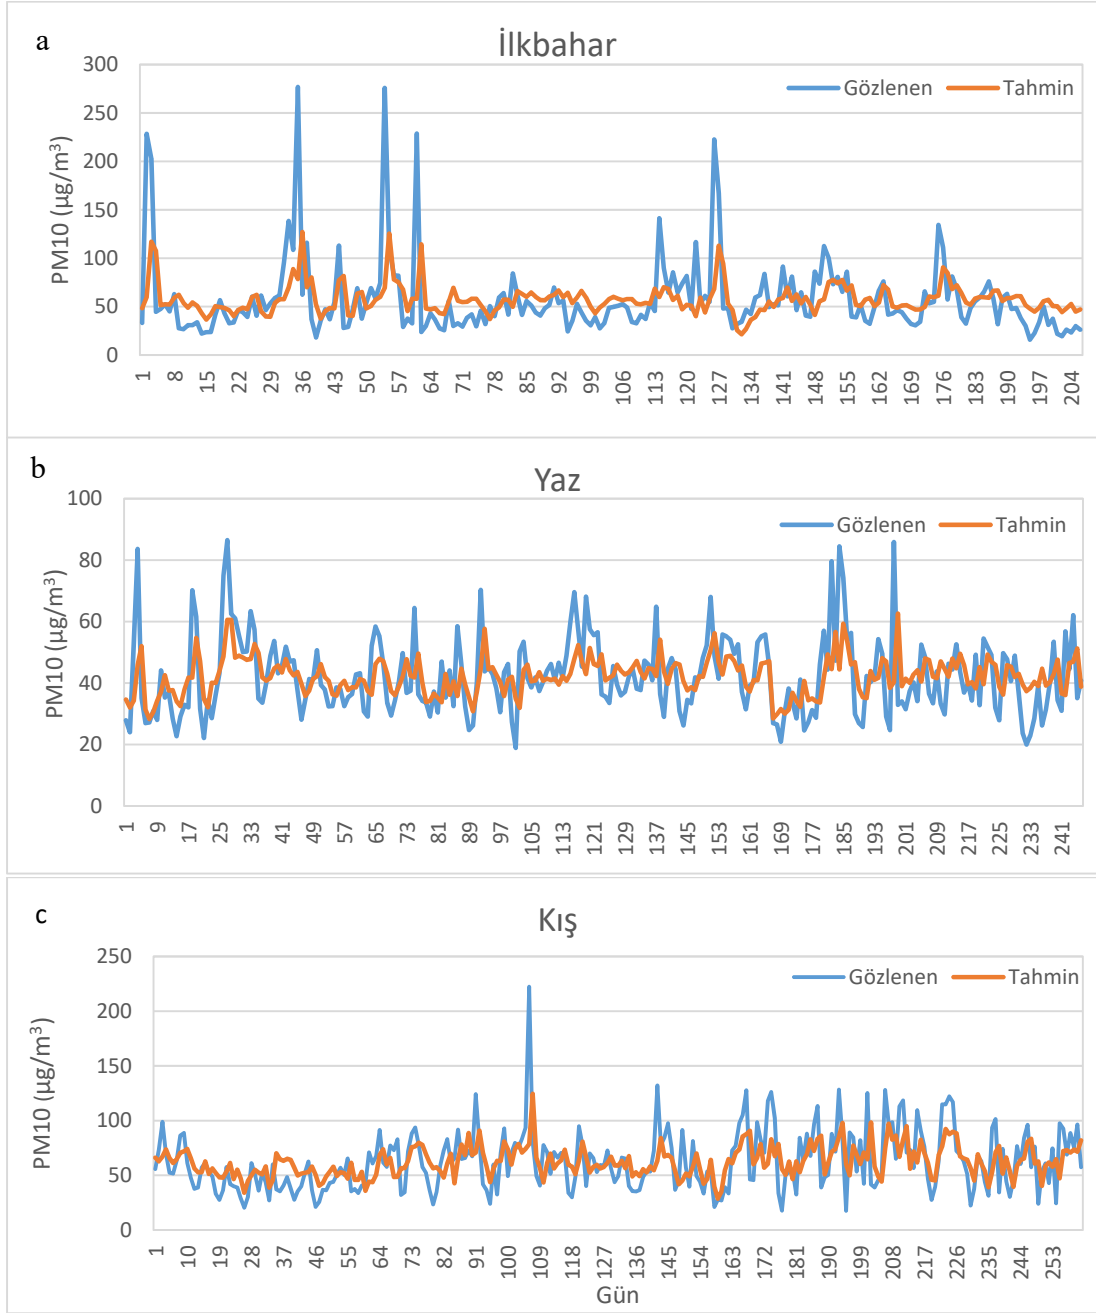 a
İlkbahar
Gözlenen Tahmin
PM10 (µg/m³)
300
250
200
150
100
50
0
1 8 15 22 29 36 43 50 57 64 71 78 85 92 99 106 113 120 127 134 141 148 155 162 169 176 183 190 197 204
b
Yaz
Gözlenen Tahmin
PM10 (µg/m³)
100
80
60
40
20
0
1 9 17 25 33 41 49 57 65 73 81 89 97 105 113 121 129 137 145 153 161 169 177 185 193 201 209 217 225 233 241
c
Kış
Gözlenen Tahmin
PM10 (µg/m³)
250
200
150
100
50
0
1 10 19 28 37 46 55 64 73 82 91 100 109 118 127 136 145 154 163 172 181 190 199 208 217 226 235 244 253
Gün